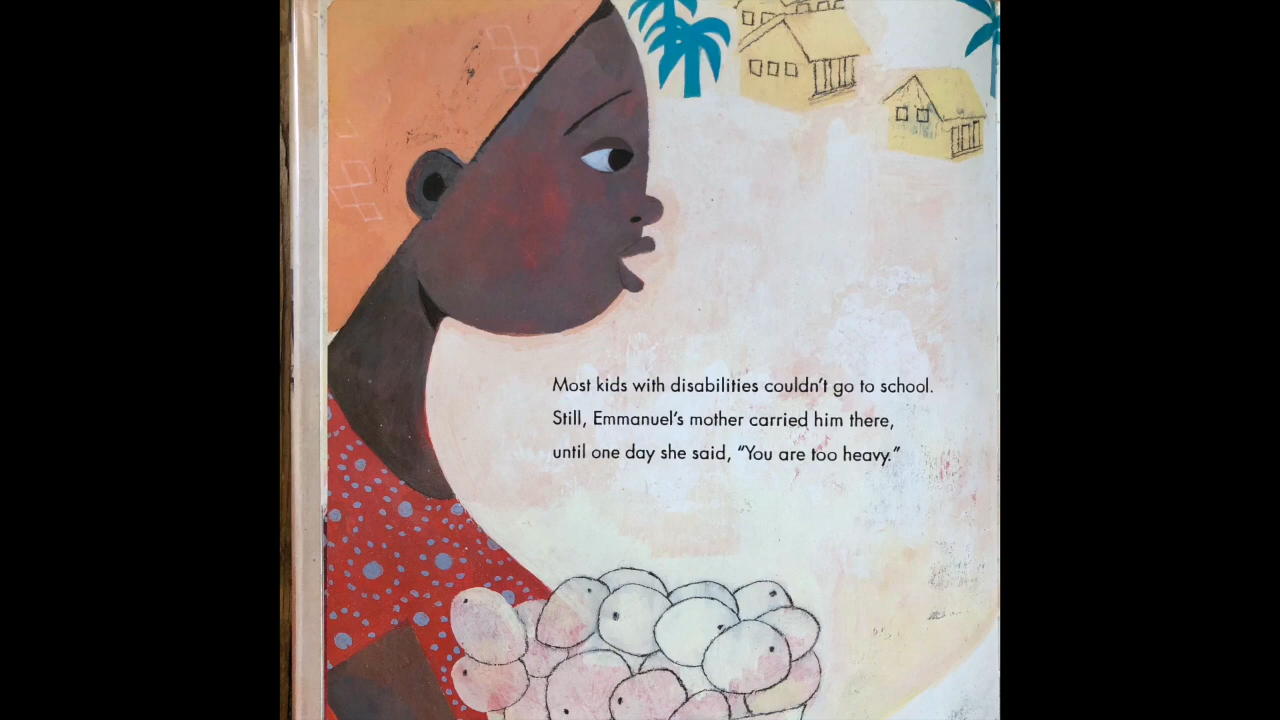 Most kids with disabilities couldn't go to school.
Still, Emmanuel's mother carried him there,
until one day she said, “You are too heavy.”